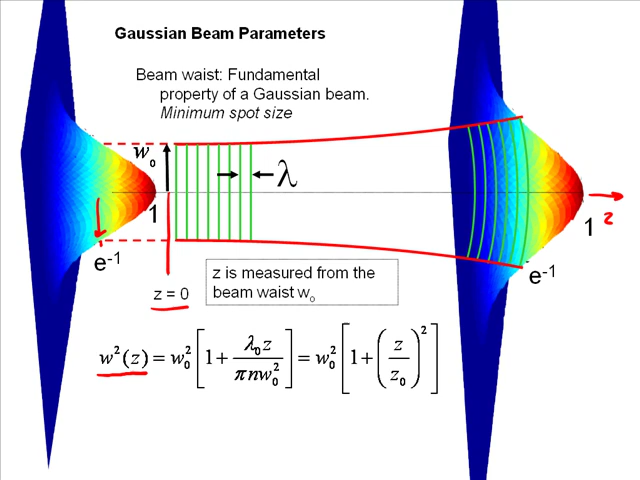 Gaussian Beam Parameters
Beam waist: Fundamental
property of a Gaussian beam.
Minimum spot size
w₀
λ
1
1
z
e⁻¹
e⁻¹
z = 0
z is measured from the
beam waist w₀
w²(z) = w₀² [1 + λ₀z / πnw₀²] = w₀² [1 + (z / z₀)²]